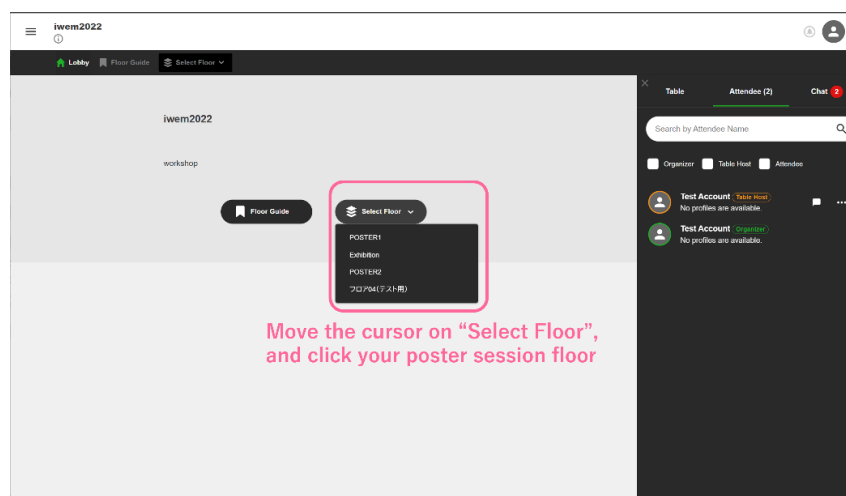 iwem2022
Lobby Floor Guide Select Floor
iwem2022
workshop
Floor Guide Select Floor
POSTER1
Exhibition
POSTER2
フロア04(テスト用)
Move the cursor on “Select Floor”,
and click your poster session floor
Table Attendee (2) Chat 2
Search by Attendee Name
Organizer Table Host Attendee
Test Account Table Host
No profiles are available.
Test Account Organizer
No profiles are available.